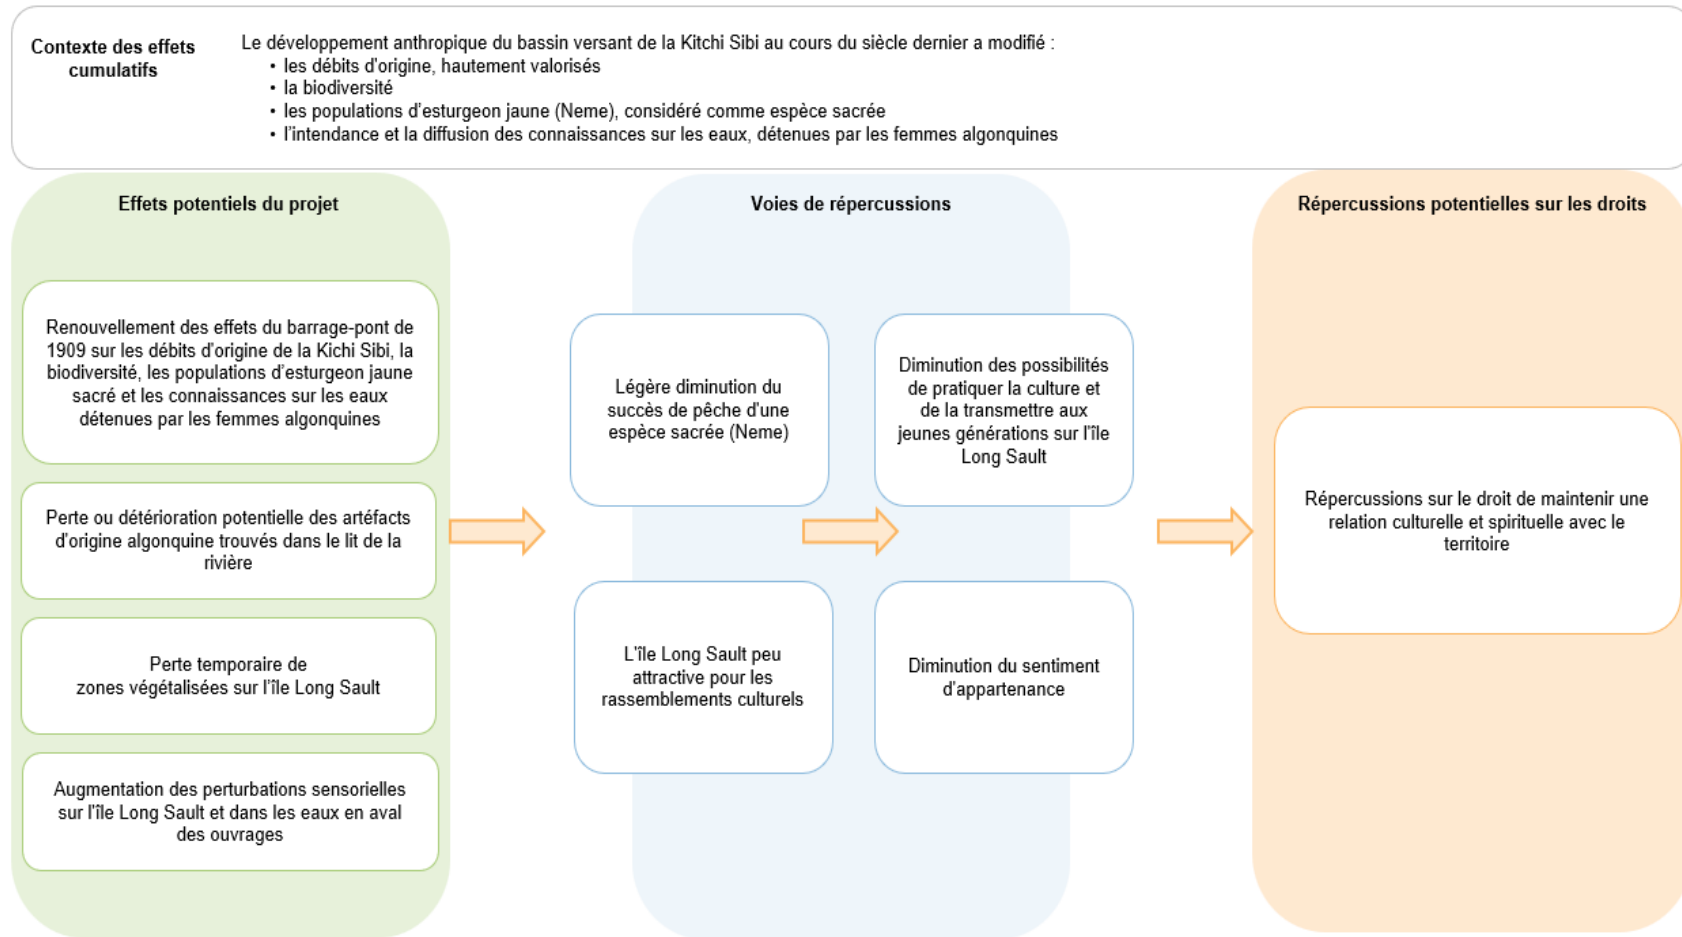 Contexte des effets
cumulatifs
Le développement anthropique du bassin versant de la Kitchi Sibi au cours du siècle dernier a modifié :
• les débits d'origine, hautement valorisés
• la biodiversité
• les populations d'esturgeon jaune (Neme), considéré comme espèce sacrée
• l'intendance et la diffusion des connaissances sur les eaux, détenues par les femmes algonquines
Effets potentiels du projet
Renouvellement des effets du barrage-pont de
1909 sur les débits d'origine de la Kichi Sibi, la
biodiversité, les populations d'esturgeon jaune
sacré et les connaissances sur les eaux
détenues par les femmes algonquines
Perte ou détérioration potentielle des artéfacts
d'origine algonquine trouvés dans le lit de la
rivière
Perte temporaire de
zones végétalisées sur l'île Long Sault
Augmentation des perturbations sensorielles
sur l'île Long Sault et dans les eaux en aval
des ouvrages
Voies de répercussions
Légère diminution du
succès de pêche d'une
espèce sacrée (Neme)
Diminution des possibilités
de pratiquer la culture et
de la transmettre aux
jeunes générations sur l'île
Long Sault
L'île Long Sault peu
attractive pour les
rassemblements culturels
Diminution du sentiment
d'appartenance
Répercussions potentielles sur les droits
Répercussions sur le droit de maintenir une
relation culturelle et spirituelle avec le
territoire